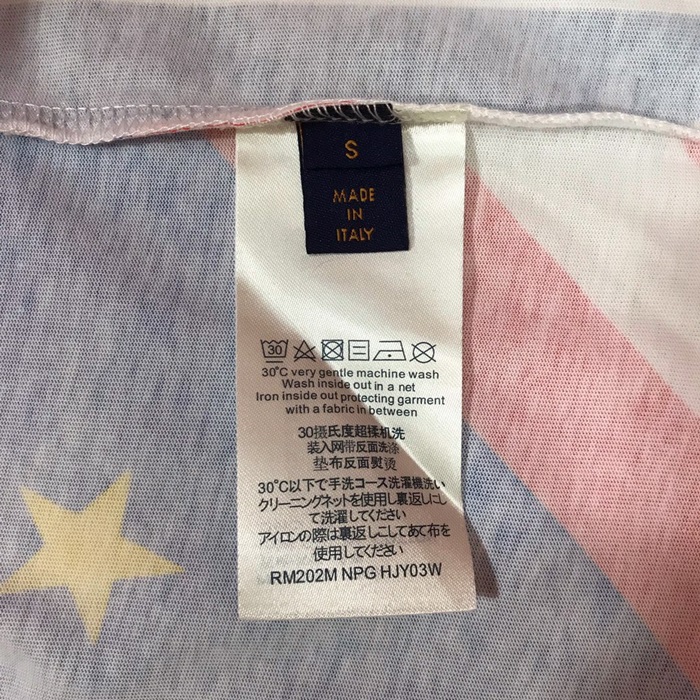 S
MADE
IN
ITALY
30
30°C very gentle machine wash
Wash inside out in a net
Iron inside out protecting garment
with a fabric in between
30摄氏度超揉机洗
装入网带反面洗涤
垫布反面熨烫
30°C以下で手洗コース洗濯機洗い
クリーニングネットを使用し裏返しにし
て洗濯してください
アイロンの際は裏返しこしてあて布を
使用してください
RM202M NPG HJY03W